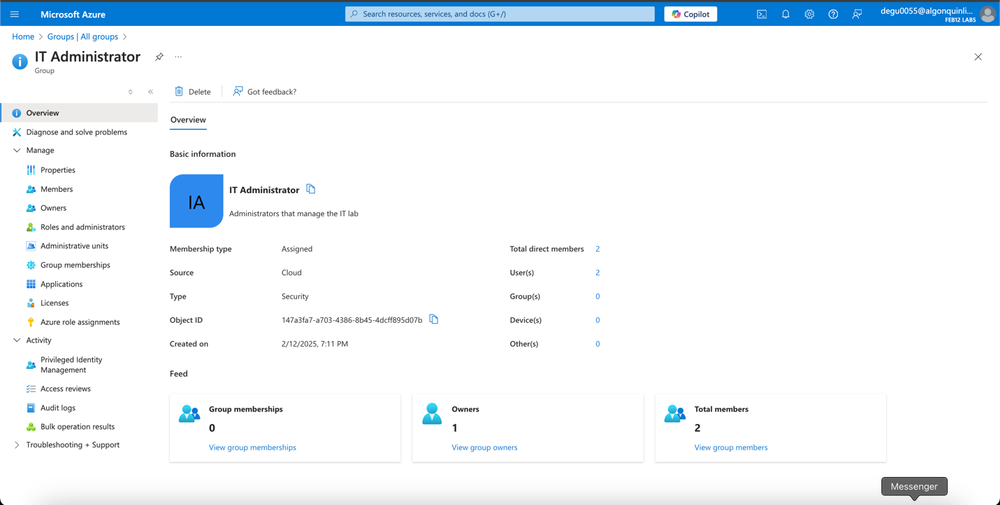 Microsoft Azure
Search resources, services, and docs (G+/)
Copilot
degu0055@algonquinli...
FEB12 LABS
Home > Groups | All groups >
IT Administrator
...
Group
Delete
Got feedback?
Overview
Diagnose and solve problems
Manage
Properties
Members
Owners
Roles and administrators
Administrative units
Group memberships
Applications
Licenses
Azure role assignments
Activity
Privileged Identity
Management
Access reviews
Audit logs
Bulk operation results
Troubleshooting + Support
Overview
Basic information
IA
IT Administrator
Administrators that manage the IT lab
Membership type Assigned
Source Cloud
Type Security
Object ID 147a3fa7-a703-4386-8b45-4dcff895d07b
Created on 2/12/2025, 7:11 PM
Total direct members 2
User(s) 2
Group(s) 0
Device(s) 0
Other(s) 0
Feed
Group memberships
0
View group memberships
Owners
1
View group owners
Total members
2
View group members
Messenger